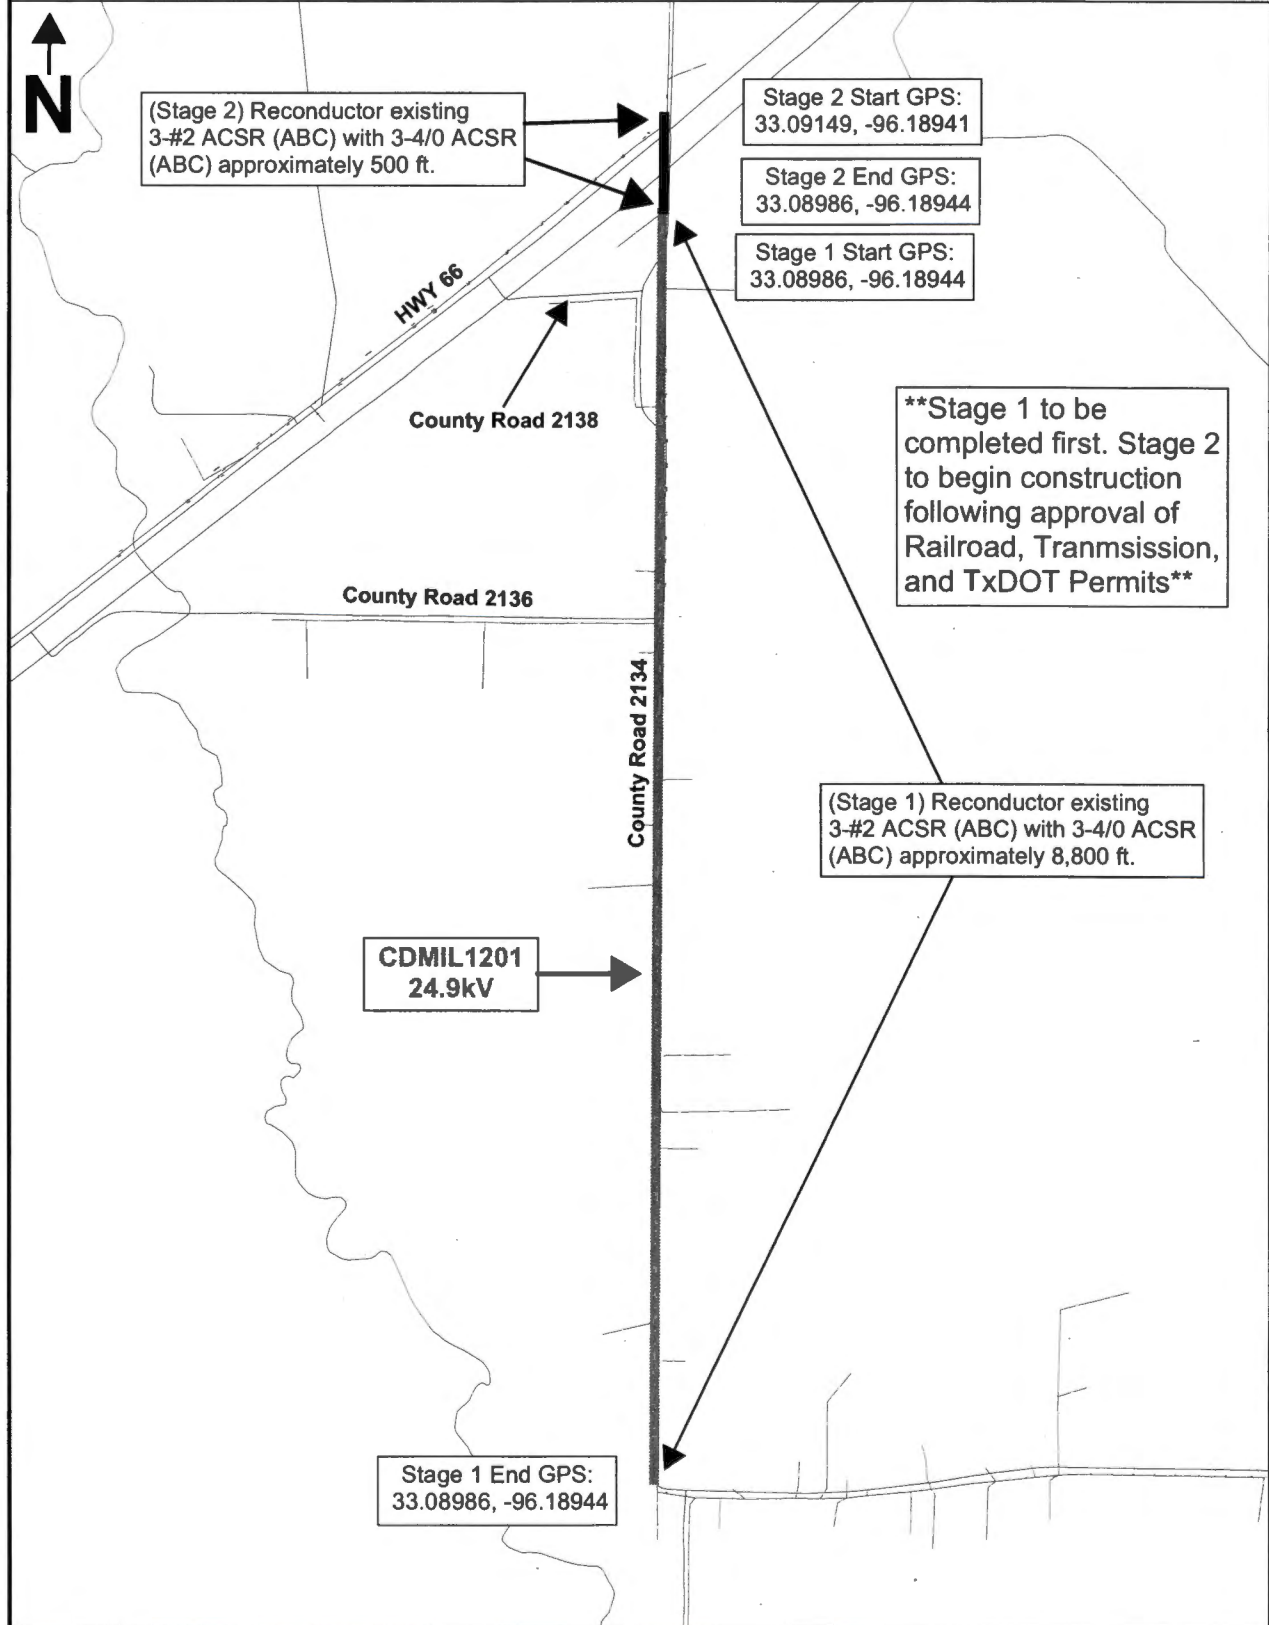 N
(Stage 2) Reconductor existing
3-#2 ACSR (ABC) with 3-4/0 ACSR
(ABC) approximately 500 ft.
Stage 2 Start GPS:
33.09149, -96.18941
Stage 2 End GPS:
33.08986, -96.18944
Stage 1 Start GPS:
33.08986, -96.18944
HWY 66
County Road 2138
**Stage 1 to be
completed first. Stage 2
to begin construction
following approval of
Railroad, Tranmsission,
and TxDOT Permits**
County Road 2136
County Road 2134
(Stage 1) Reconductor existing
3-#2 ACSR (ABC) with 3-4/0 ACSR
(ABC) approximately 8,800 ft.
CDMIL1201
24.9kV
Stage 1 End GPS:
33.08986, -96.18944